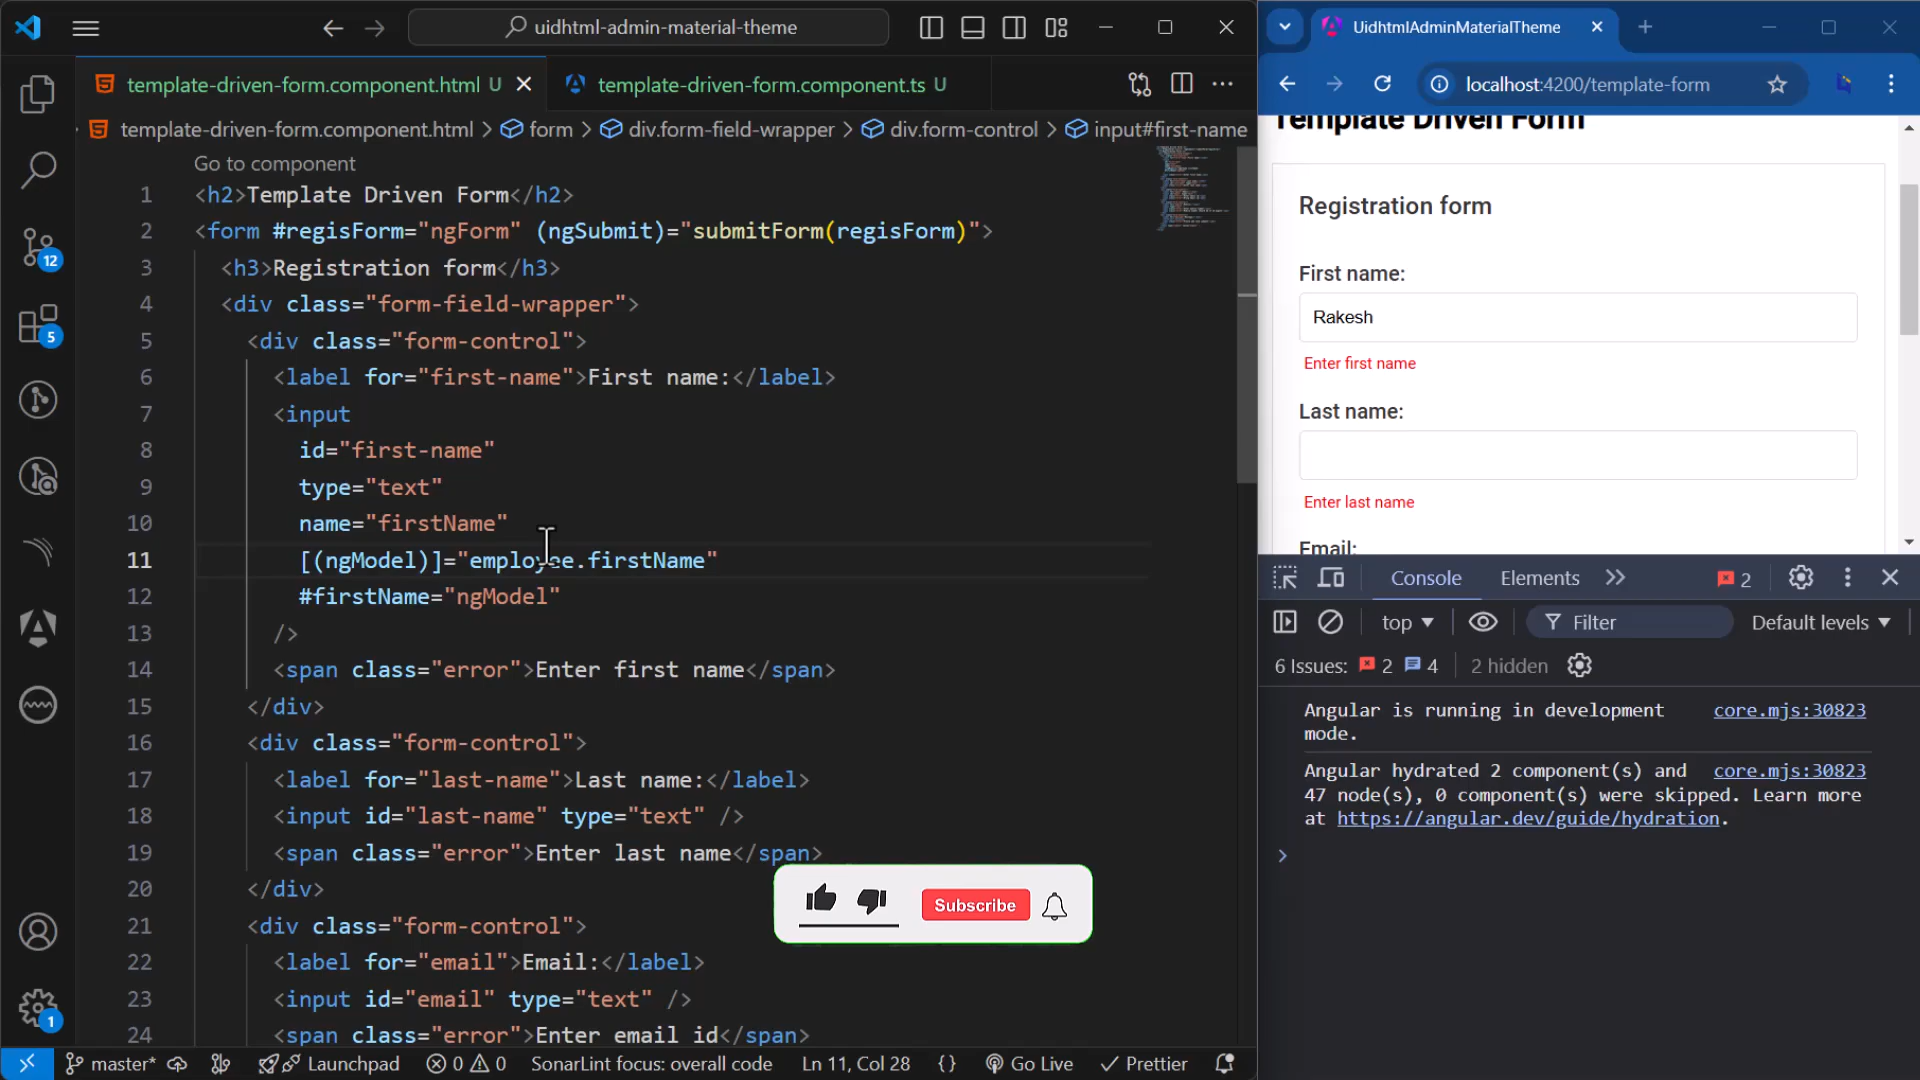 uidhtml-admin-material-theme
template-driven-form.component.html U
template-driven-form.component.ts U
template-driven-form.component.html > form > div.form-field-wrapper > div.form-control > input#first-name
Go to component
1 <h2>Template Driven Form</h2>
2 <form #regisForm="ngForm" (ngSubmit)="submitForm(regisForm)">
3 <h3>Registration form</h3>
4 <div class="form-field-wrapper">
5 <div class="form-control">
6 <label for="first-name">First name:</label>
7 <input
8 id="first-name"
9 type="text"
10 name="firstName"
11 [(ngModel)]="employee.firstName"
12 #firstName="ngModel"
13 />
14 <span class="error">Enter first name</span>
15 </div>
16 <div class="form-control">
17 <label for="last-name">Last name:</label>
18 <input id="last-name" type="text" />
19 <span class="error">Enter last name</span>
20 </div>
21 <div class="form-control">
22 <label for="email">Email:</label>
23 <input id="email" type="text" />
24 <span class="error">Enter email id</span>
Subscribe
12
5
1
master* Launchpad 0 0 SonarLint focus: overall code Ln 11, Col 28 {} Go Live Prettier
UidhtmlAdminMaterialTheme
localhost:4200/template-form
Template Driven Form
Registration form
First name:
Rakesh
Enter first name
Last name:
Enter last name
Email:
Console Elements 2
top Filter Default levels
6 Issues: 2 4 2 hidden
Angular is running in development core.mjs:30823
mode.
Angular hydrated 2 component(s) and core.mjs:30823
47 node(s), 0 component(s) were skipped. Learn more
at https://angular.dev/guide/hydration.